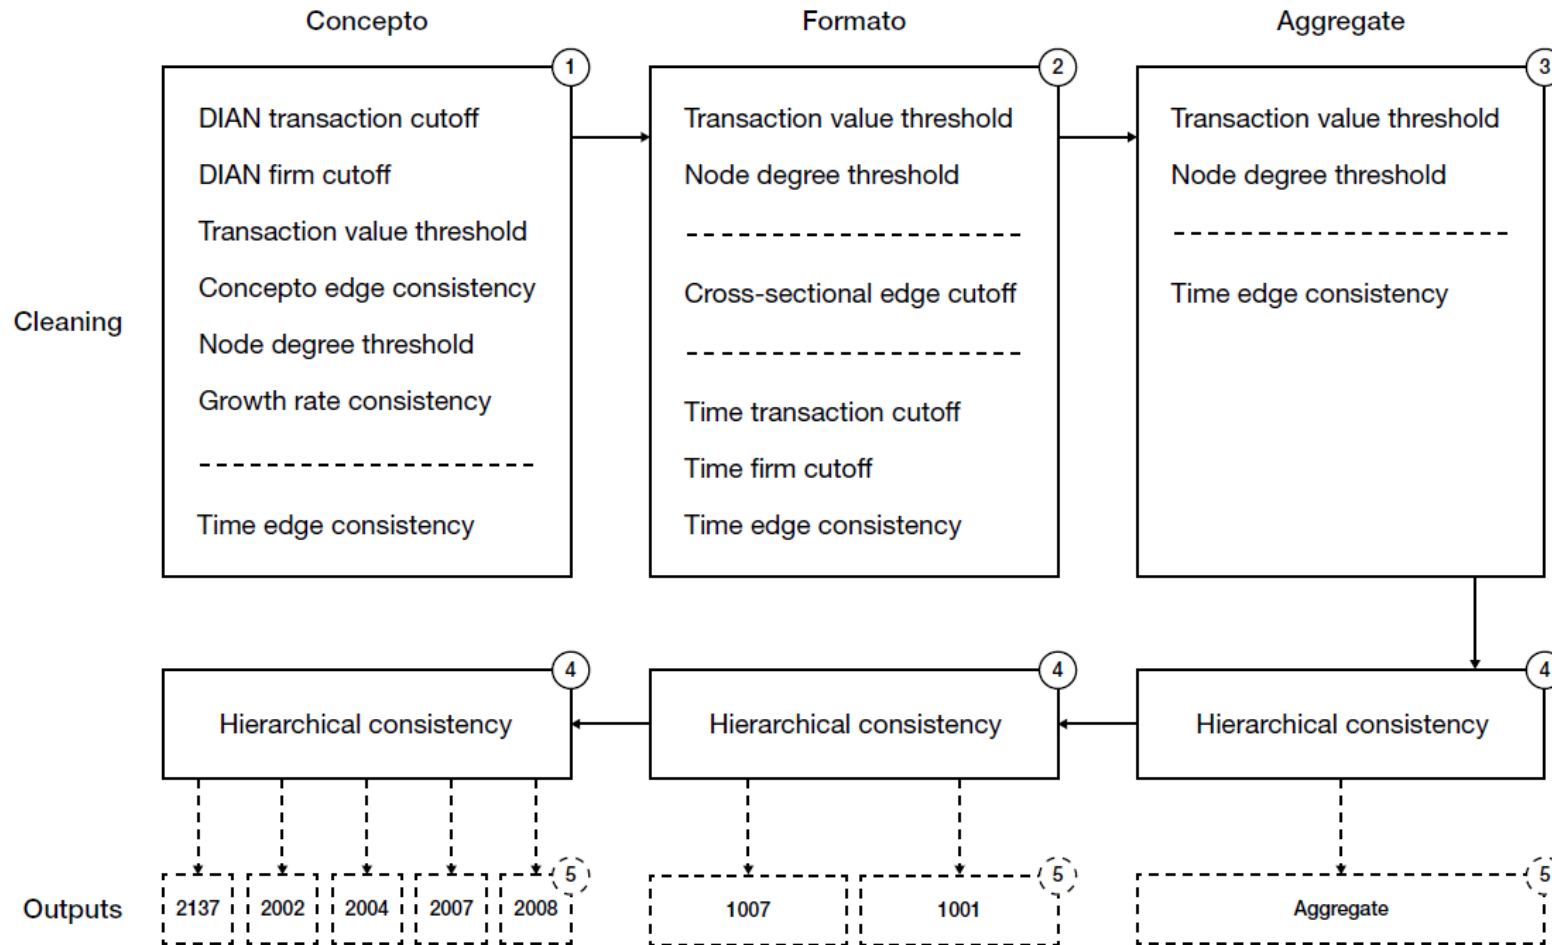 Concepto
Formato
Aggregate
1
2
3
Cleaning
DIAN transaction cutoff
DIAN firm cutoff
Transaction value threshold
Concepto edge consistency
Node degree threshold
Growth rate consistency
Time edge consistency
Transaction value threshold
Node degree threshold
Cross-sectional edge cutoff
Time transaction cutoff
Time firm cutoff
Time edge consistency
Transaction value threshold
Node degree threshold
Time edge consistency
4
4
4
Hierarchical consistency
Hierarchical consistency
Hierarchical consistency
5
5
5
Outputs
2137
2002
2004
2007
2008
1007
1001
Aggregate